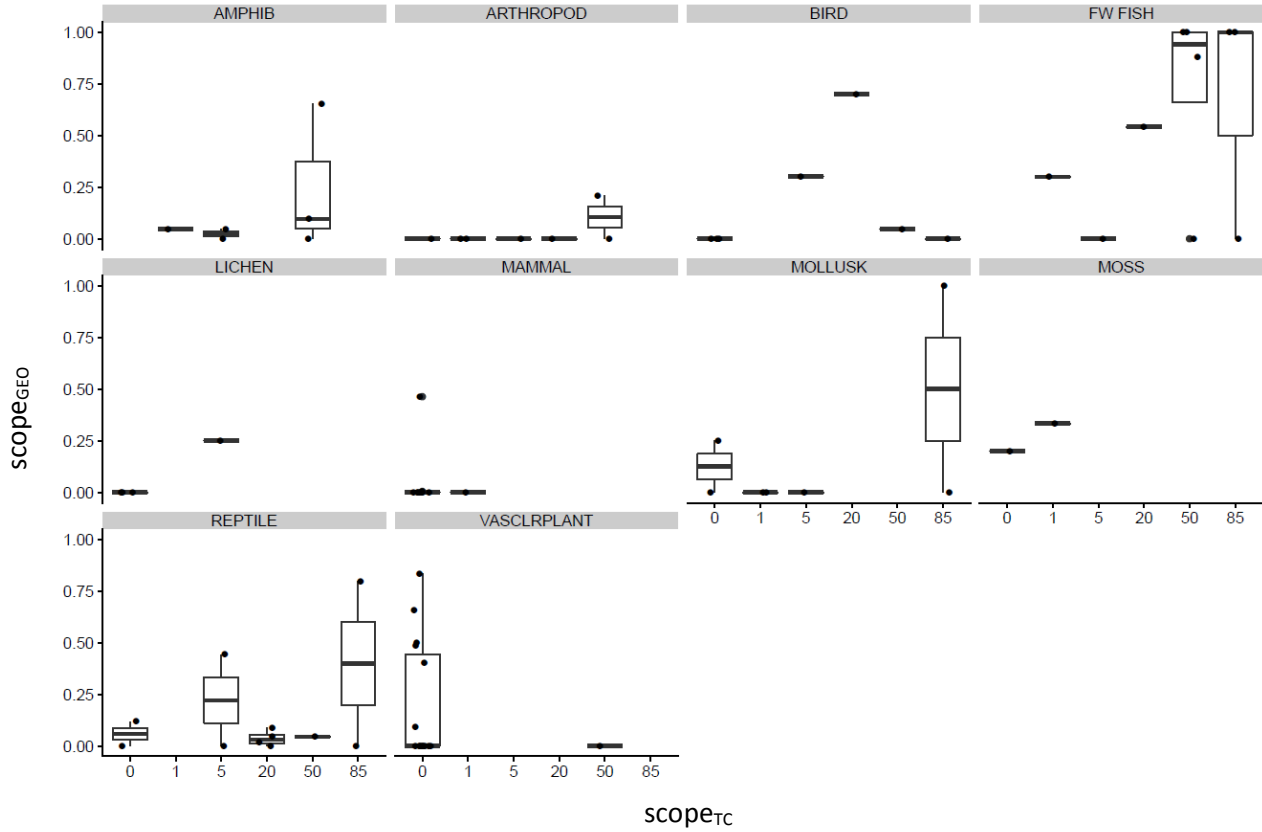 AMPHIB ARTHROPOD BIRD FW FISH
1.00
0.75
0.50
0.25
0.00
LICHEN MAMMAL MOLLUSK MOSS
1.00
0.75
0.50
0.25
0.00
0 1 5 20 50 85 0 1 5 20 50 85
REPTILE VASCLRPLANT
1.00
0.75
0.50
0.25
0.00
0 1 5 20 50 85 0 1 5 20 50 85
scopeGEO
scopeTC